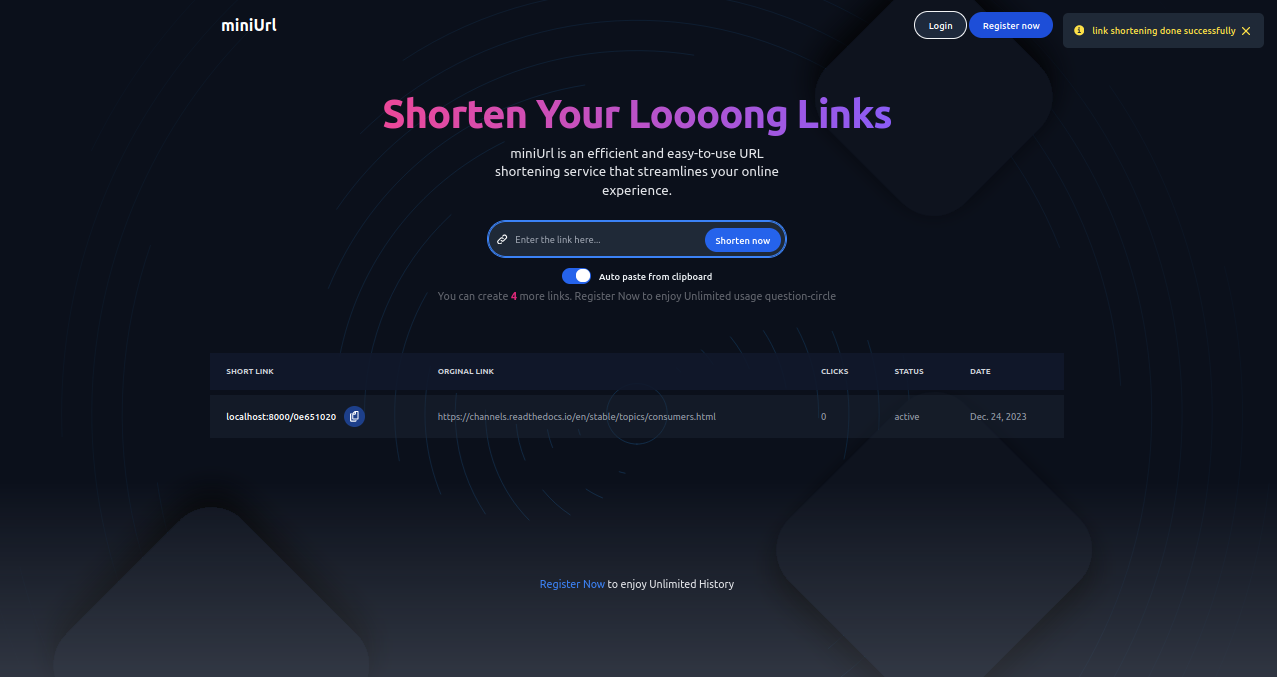 miniUrl
Login
Register now
link shortening done successfully
Shorten Your Loooong Links
miniUrl is an efficient and easy-to-use URL
shortening service that streamlines your online
experience.
Enter the link here...
Shorten now
Auto paste from clipboard
You can create 4 more links. Register Now to enjoy Unlimited usage question-circle
SHORT LINK ORGINAL LINK CLICKS STATUS DATE
localhost:8000/0e651020 https://channels.readthedocs.io/en/stable/topics/consumers.html 0 active Dec. 24, 2023
Register Now to enjoy Unlimited History